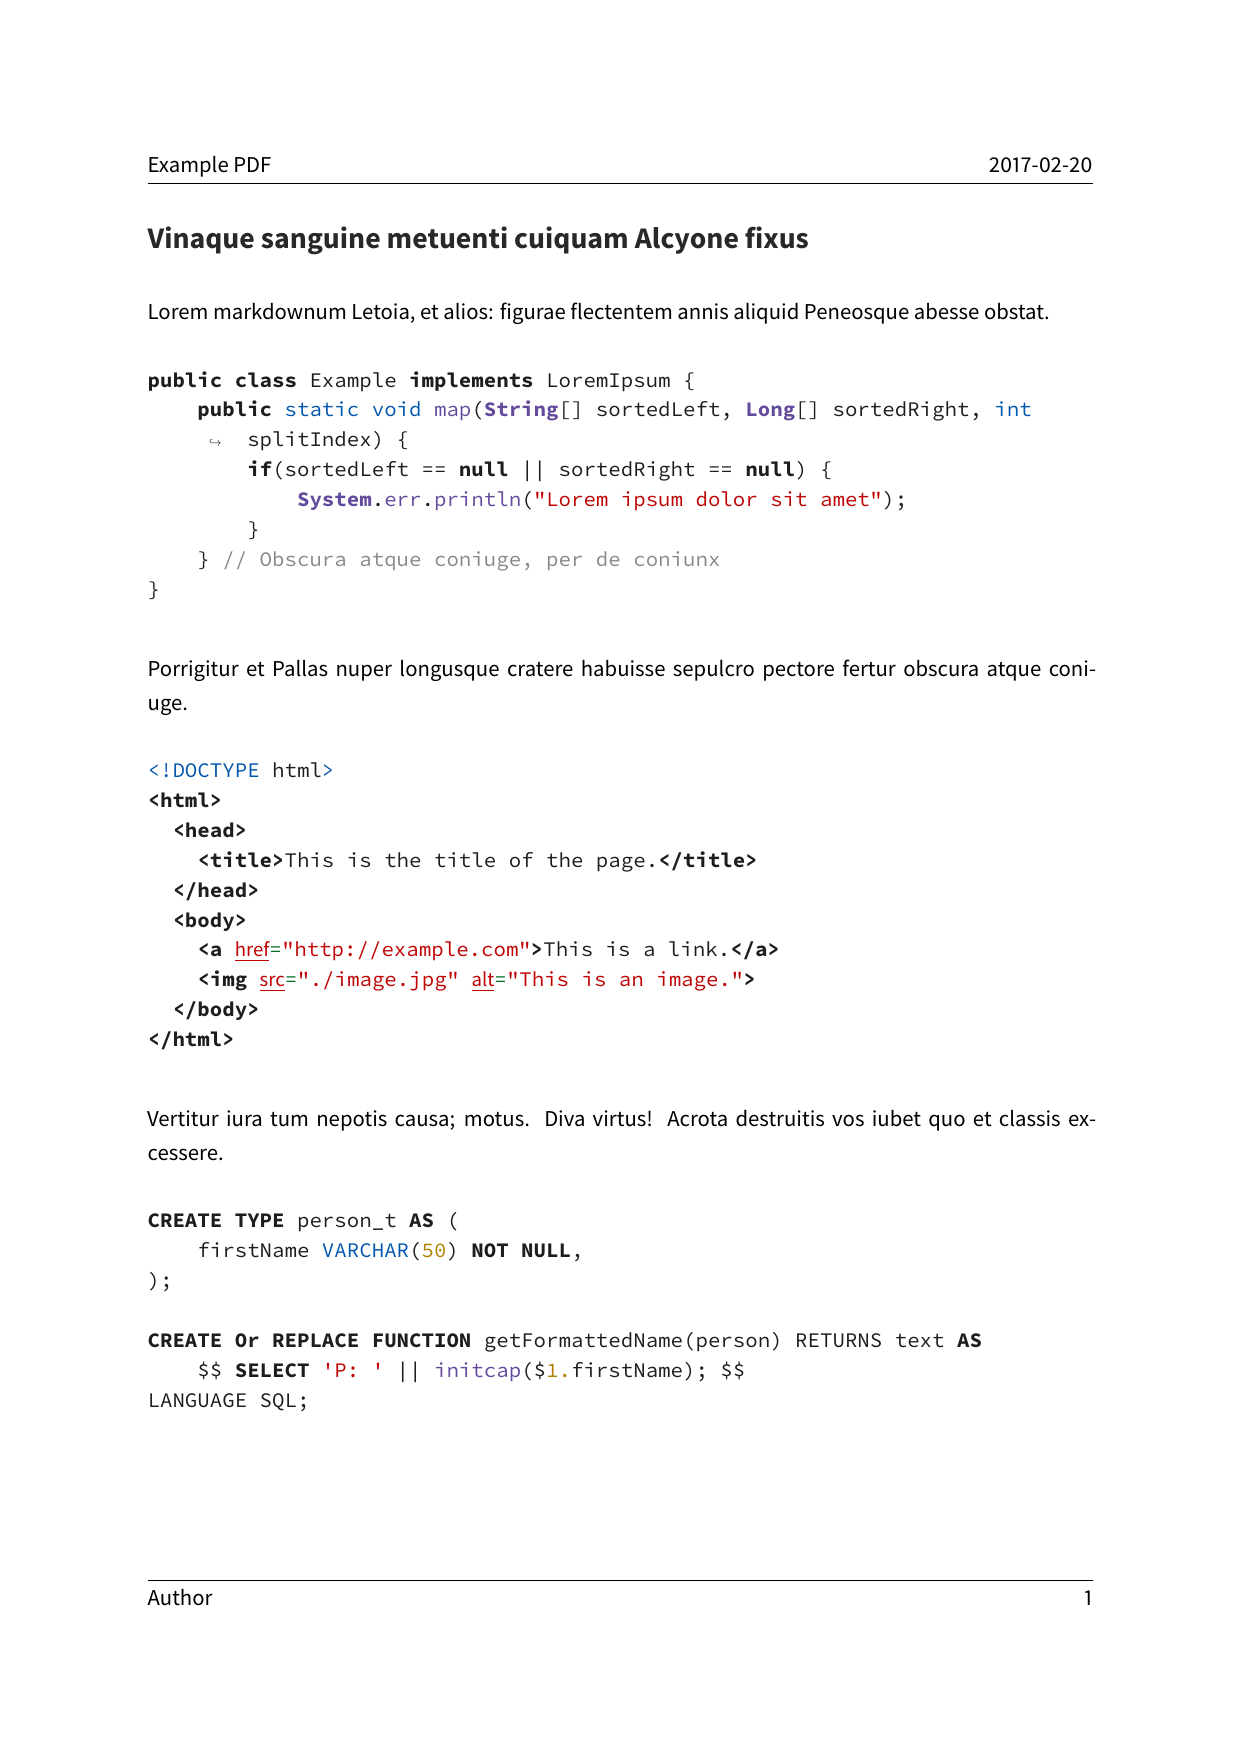 Example PDF 2017-02-20
Vinaque sanguine metuenti cuiquam Alcyone fixus
Lorem markdownum Letoia, et alios: figurae flectentem annis aliquid Peneosque abesse obstat.
public class Example implements LoremIpsum {
    public static void map(String[] sortedLeft, Long[] sortedRight, int
     ↪  splitIndex) {
        if(sortedLeft == null || sortedRight == null) {
            System.err.println("Lorem ipsum dolor sit amet");
        }
    } // Obscura atque coniuge, per de coniunx
}
Porrigitur et Pallas nuper longusque cratere habuisse sepulcro pectore fertur obscura atque coni-
uge.
<!DOCTYPE html>
<html>
  <head>
    <title>This is the title of the page.</title>
  </head>
  <body>
    <a href="http://example.com">This is a link.</a>
    <img src="./image.jpg" alt="This is an image.">
  </body>
</html>
Vertitur iura tum nepotis causa; motus. Diva virtus! Acrota destruitis vos iubet quo et classis ex-
cessere.
CREATE TYPE person_t AS (
    firstName VARCHAR(50) NOT NULL,
);
CREATE Or REPLACE FUNCTION getFormattedName(person) RETURNS text AS
    $$ SELECT 'P: ' || initcap($1.firstName); $$
LANGUAGE SQL;
Author 1